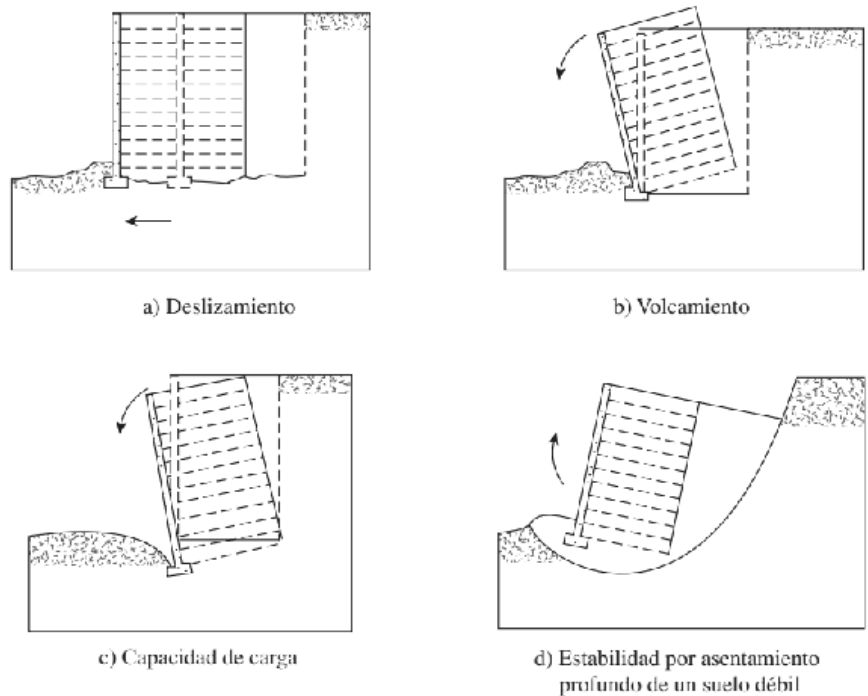 a) Deslizamiento
b) Volcamiento
c) Capacidad de carga
d) Estabilidad por asentamiento
profundo de un suelo débil